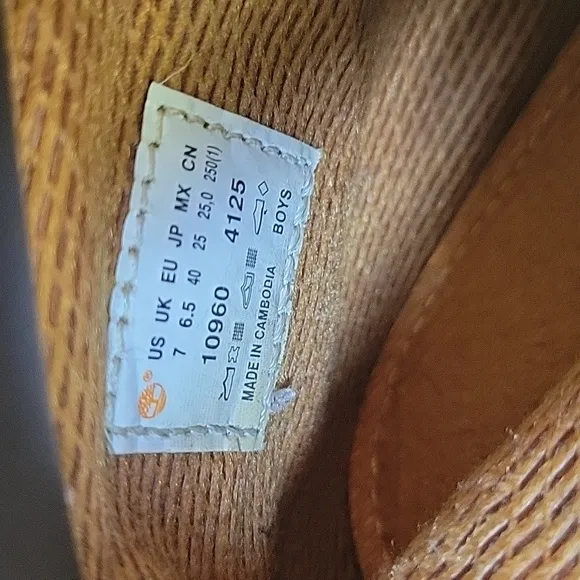 US UK EU JP MX CN
7 6.5 40 25 25,0 250(1)
10960 4125
MADE IN CAMBODIA BOYS